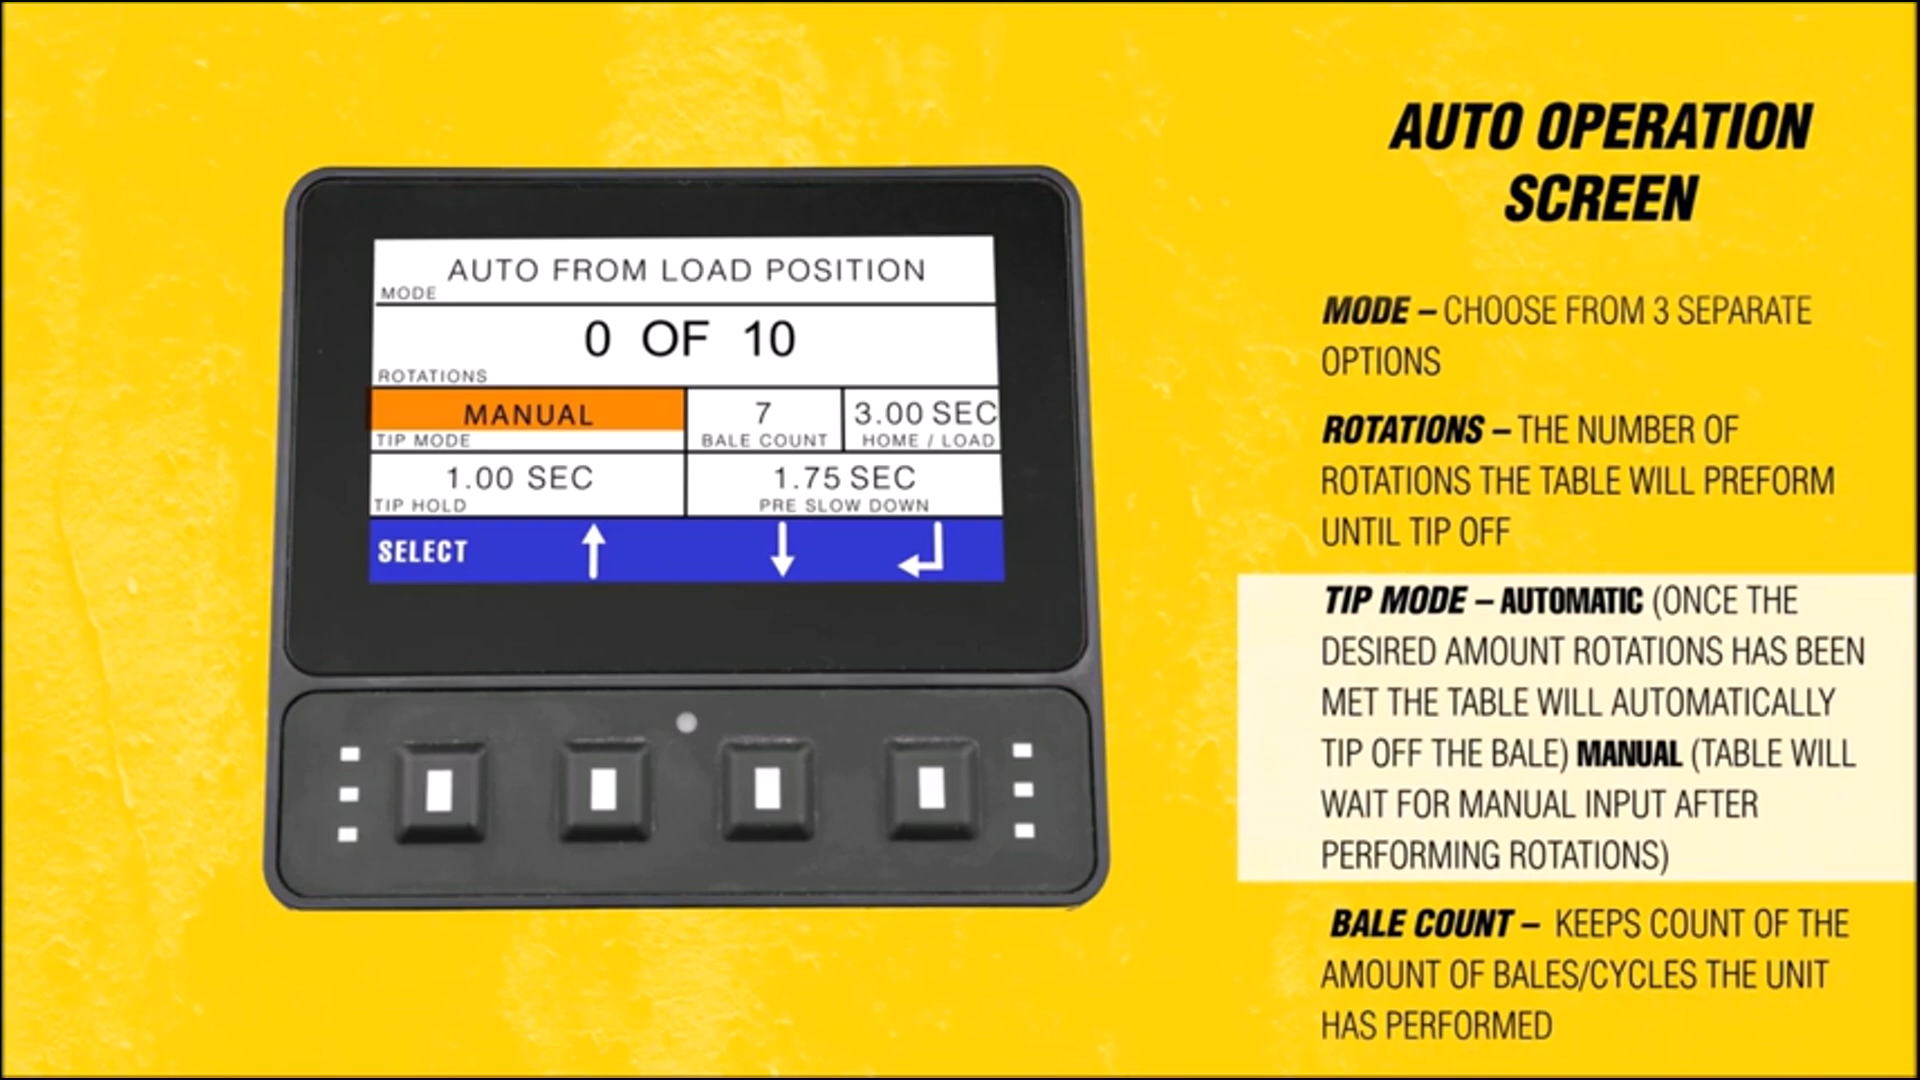 AUTO OPERATION
SCREEN
AUTO FROM LOAD POSITION
MODE
0 OF 10
ROTATIONS
MANUAL
TIP MODE
7
BALE COUNT
3.00 SEC
HOME / LOAD
1.00 SEC
TIP HOLD
1.75 SEC
PRE SLOW DOWN
SELECT
MODE – CHOOSE FROM 3 SEPARATE
OPTIONS
ROTATIONS – THE NUMBER OF
ROTATIONS THE TABLE WILL PREFORM
UNTIL TIP OFF
TIP MODE – AUTOMATIC (ONCE THE
DESIRED AMOUNT ROTATIONS HAS BEEN
MET THE TABLE WILL AUTOMATICALLY
TIP OFF THE BALE) MANUAL (TABLE WILL
WAIT FOR MANUAL INPUT AFTER
PERFORMING ROTATIONS)
BALE COUNT – KEEPS COUNT OF THE
AMOUNT OF BALES/CYCLES THE UNIT
HAS PERFORMED